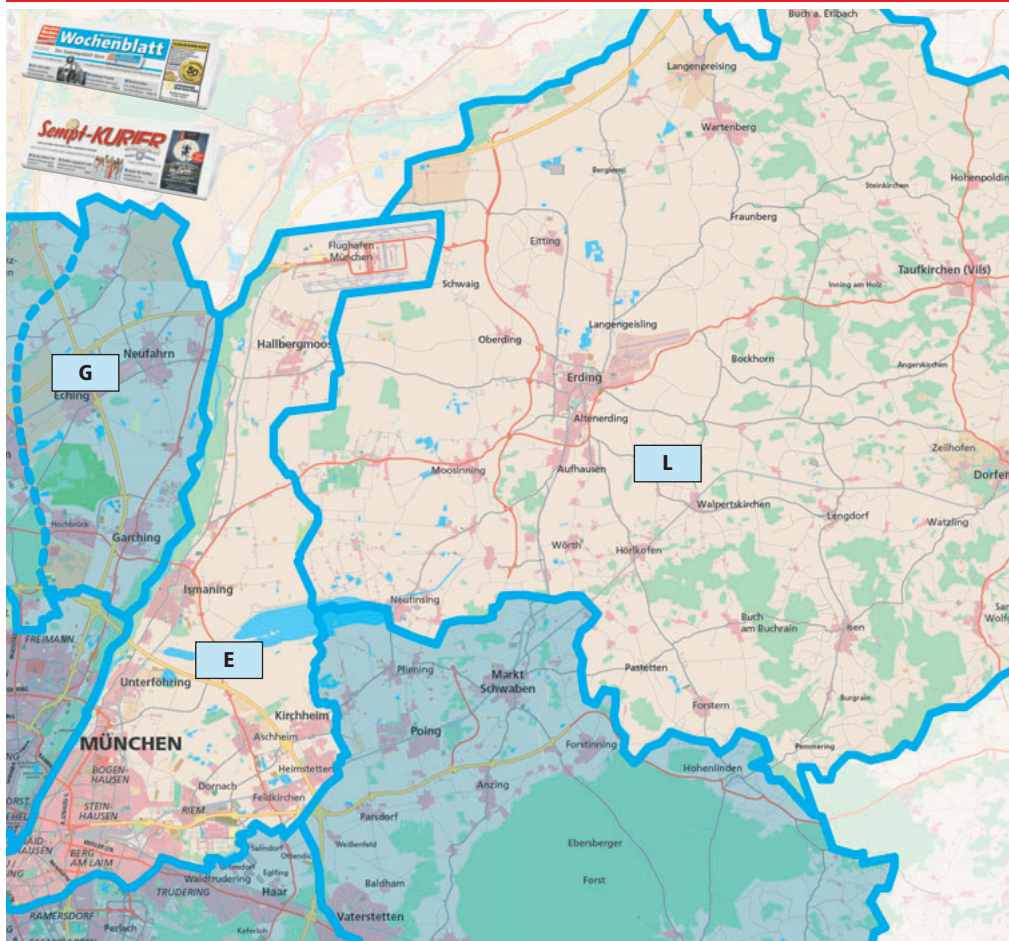 Buch a. Erlbach
Münchner
Wochenblatt
Langenpreising
Wartenberg
Sempt-KURIER
Berglern
Steinkirchen
Hohenpolding
Fraunberg
Flughafen
München
Eitting
Taufkirchen (Vils)
Schwaig
Inning am Holz
Langengeisling
Oberding
Hallbergmoos
Neufahrn
Bockhorn
Angerskirchen
G
Erding
Eching
Altenerding
Zeilhofen
L
Moosinning
Aufhausen
Dorfen
Walpertskirchen
Lengdorf
Watzling
Hochbrück
Garching
Wörth
Hörlkofen
Ismaning
Neufinsing
Buch
am Buchrain
Isen
FREIMANN
E
Pliening
Markt
Schwaben
Pastetten
Unterföhring
Burgrain
Forstern
Kirchheim
Poing
Aschheim
MÜNCHEN
Forstinning
Pemmering
BOGEN-
HAUSEN
Heimstetten
Hohenlinden
Dornach
Anzing
Feldkirchen
STEIN-
HAUSEN
RIEM
Parsdorf
Weißenfeld
Ebersberger
BERG
AM LAIM
Salmdorf
Ottendi
Gronsdorf
Eglfing
Waldtrudering
Forst
TRUDERING
Haar
Baldham
RAMERSDORF
Vaterstetten
Perlach
Keferloh